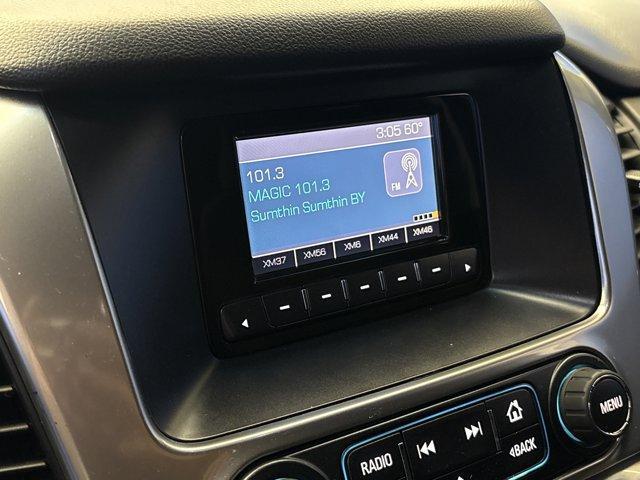 3:05 60°
101.3
MAGIC 101.3
Sumthin Sumthin BY
FM
XM37 XM56 XM6 XM44 XM46
MENU
RADIO
BACK